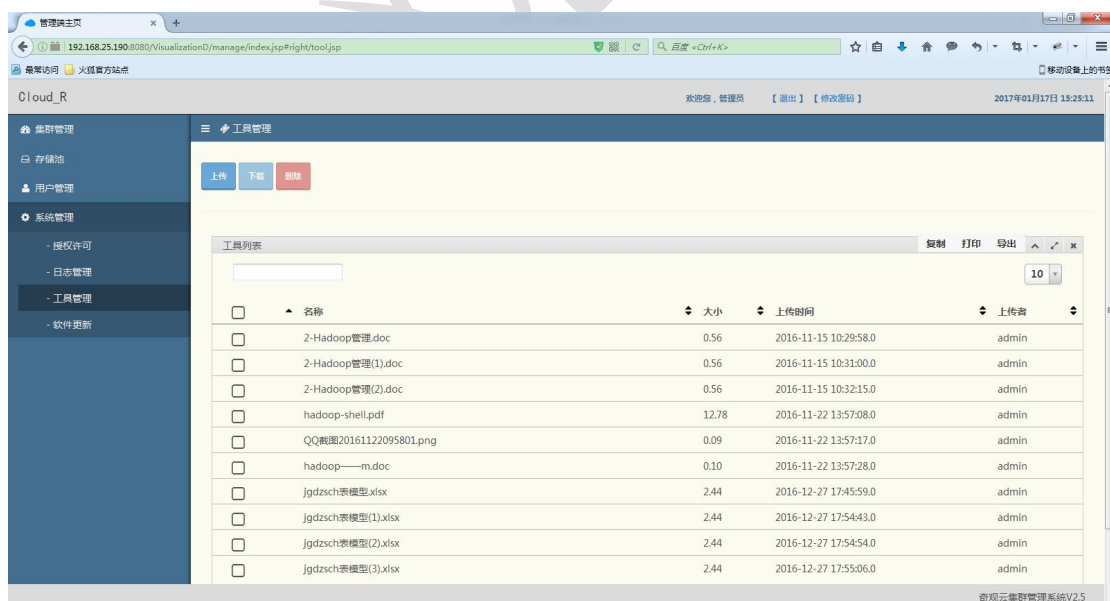 管理端主页 × +
192.168.25.190:8080/VisualizationD/manage/index.jsp#right/tool.jsp 百度 <Ctrl+K>
最常访问 火狐官方站点 移动设备上的书签
Cloud_R 欢迎您，管理员 【退出】【修改密码】 2017年01月17日 15:25:11
集群管理 工具管理
存储池
用户管理
系统管理
- 授权许可
- 日志管理
- 工具管理
- 软件更新
上传 下载 删除
工具列表 复制 打印 导出
10
名称 大小 上传时间 上传者
2-Hadoop管理.doc 0.56 2016-11-15 10:29:58.0 admin
2-Hadoop管理(1).doc 0.56 2016-11-15 10:31:00.0 admin
2-Hadoop管理(2).doc 0.56 2016-11-15 10:32:15.0 admin
hadoop-shell.pdf 12.78 2016-11-22 13:57:08.0 admin
QQ截图20161122095801.png 0.09 2016-11-22 13:57:17.0 admin
hadoop——m.doc 0.10 2016-11-22 13:57:28.0 admin
jgdzsch表模型.xlsx 2.44 2016-12-27 17:45:59.0 admin
jgdzsch表模型(1).xlsx 2.44 2016-12-27 17:54:43.0 admin
jgdzsch表模型(2).xlsx 2.44 2016-12-27 17:54:54.0 admin
jgdzsch表模型(3).xlsx 2.44 2016-12-27 17:55:06.0 admin
奇观云集群管理系统V2.5